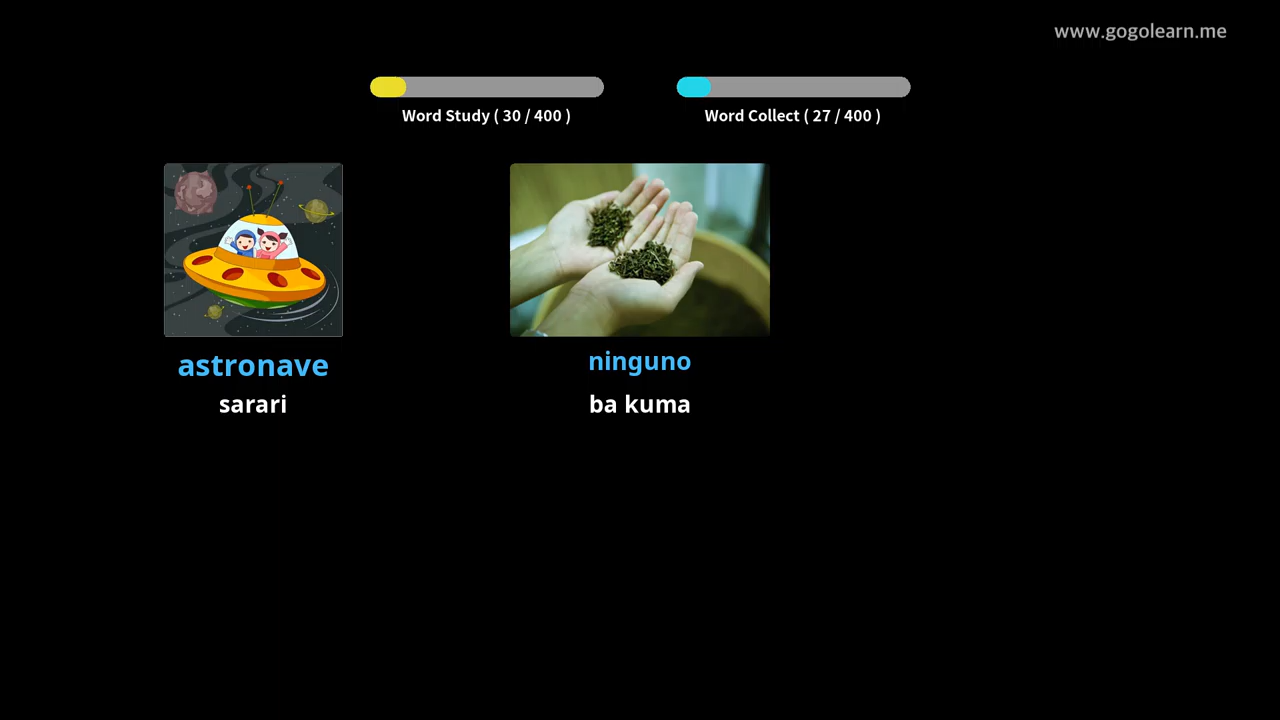 www.gogolearn.me
Word Study ( 30 / 400 )
Word Collect ( 27 / 400 )
astronave
sarari
ninguno
ba kuma